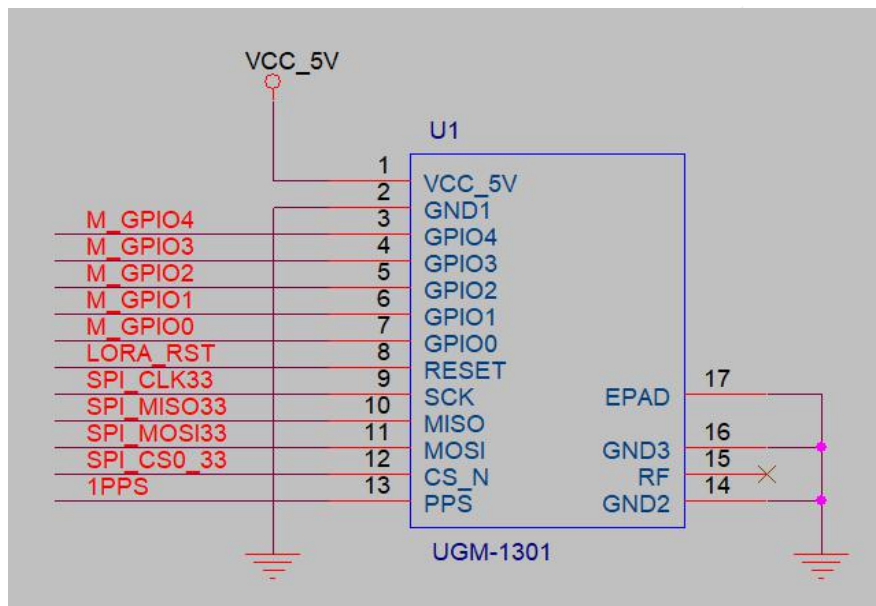 VCC_5V
U1
1 VCC_5V
2 GND1
M_GPIO4 3 GPIO4
M_GPIO3 4 GPIO3
M_GPIO2 5 GPIO2
M_GPIO1 6 GPIO1
M_GPIO0 7 GPIO0
LORA_RST 8 RESET
SPI_CLK33 9 SCK EPAD 17
SPI_MISO33 10 MISO
SPI_MOSI33 11 MOSI GND3 16
SPI_CS0_33 12 CS_N RF 15
1PPS 13 PPS GND2 14
UGM-1301